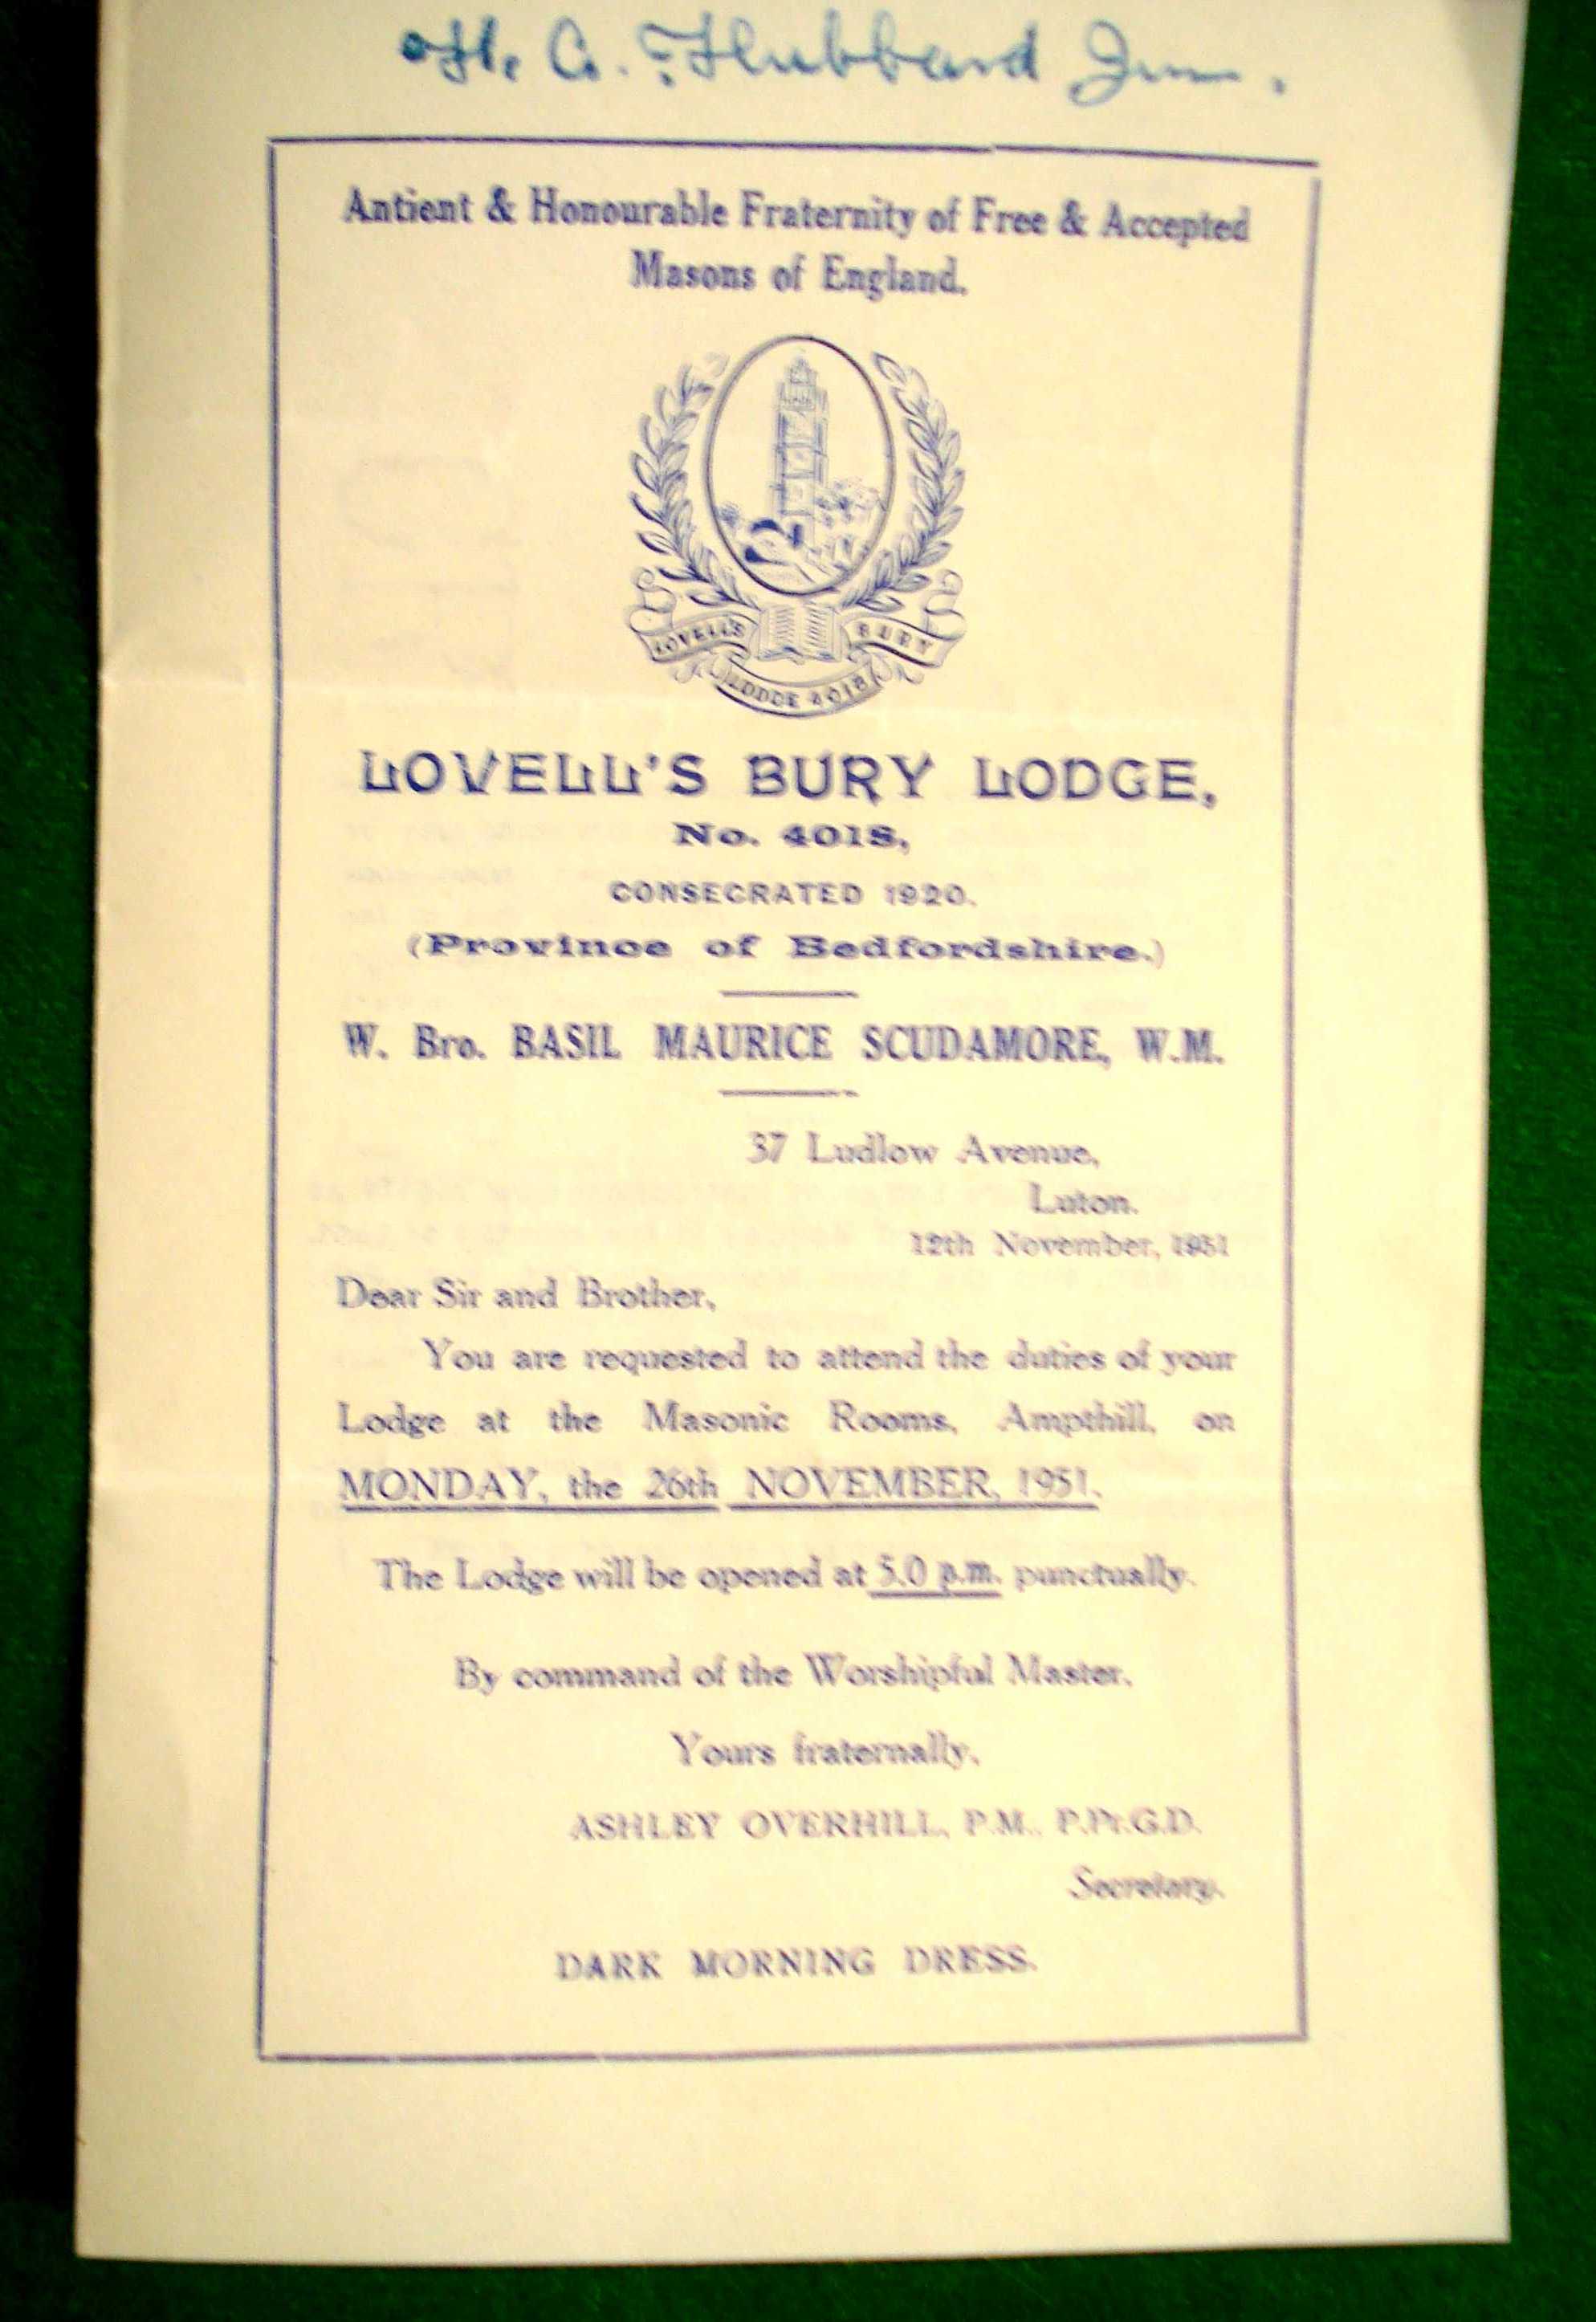 H. C. Hubbard Jun.
Antient & Honourable Fraternity of Free & Accepted
Masons of England.
LOVELL'S BURY
LODGE 4018
LOVELL'S BURY LODGE,
No. 4018,
CONSECRATED 1920.
(Province of Bedfordshire.)
W. Bro. BASIL MAURICE SCUDAMORE, W.M.
37 Ludlow Avenue,
Luton.
12th November, 1951
Dear Sir and Brother,
You are requested to attend the duties of your
Lodge at the Masonic Rooms, Ampthill, on
MONDAY, the 26th NOVEMBER, 1951.
The Lodge will be opened at 5.0 p.m. punctually.
By command of the Worshipful Master,
Yours fraternally,
ASHLEY OVERHILL, P.M., P.Pr.G.D.
Secretary.
DARK MORNING DRESS.